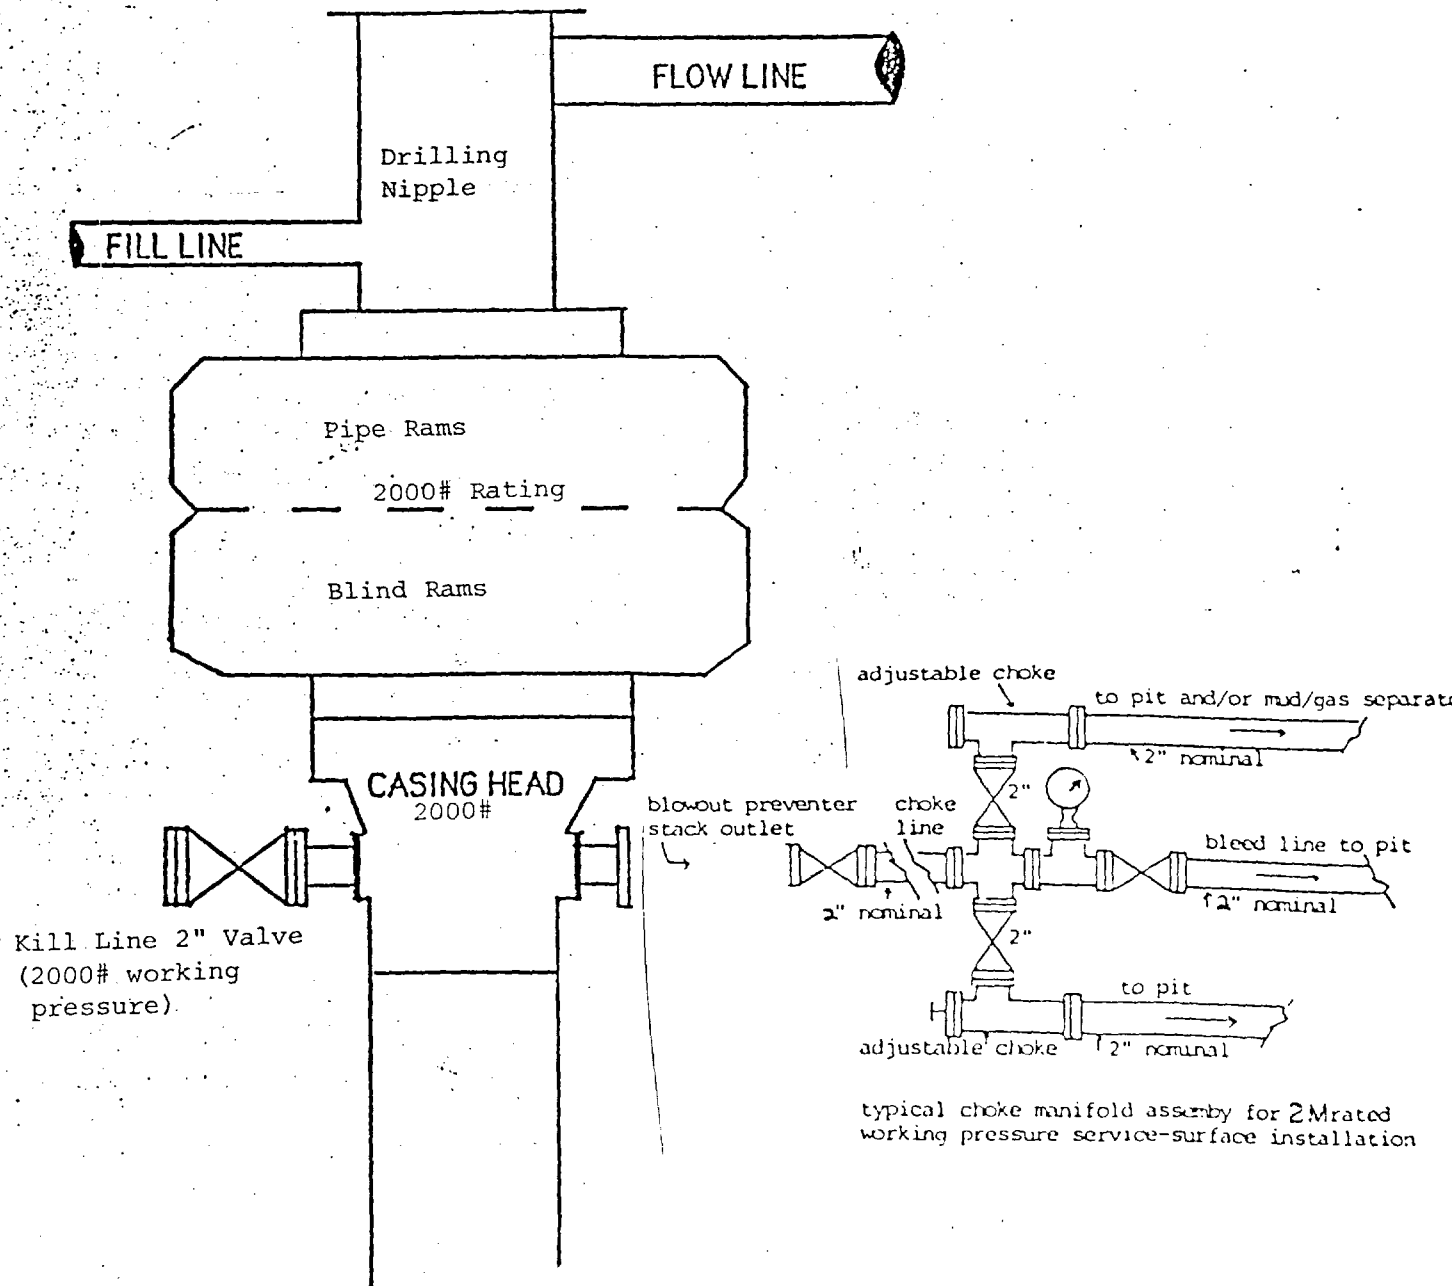 FLOW LINE
Drilling
Nipple
FILL LINE
Pipe Rams
2000# Rating
Blind Rams
CASING HEAD
2000#
Kill Line 2" Valve
(2000# working
pressure)
blowout preventer
stack outlet
choke
line
2" nominal
adjustable choke
to pit and/or mud/gas separato
2" nominal
2"
bleed line to pit
2" nominal
2"
to pit
adjustable choke
2" nominal
typical choke manifold assemby for 2M rated
working pressure service-surface installation